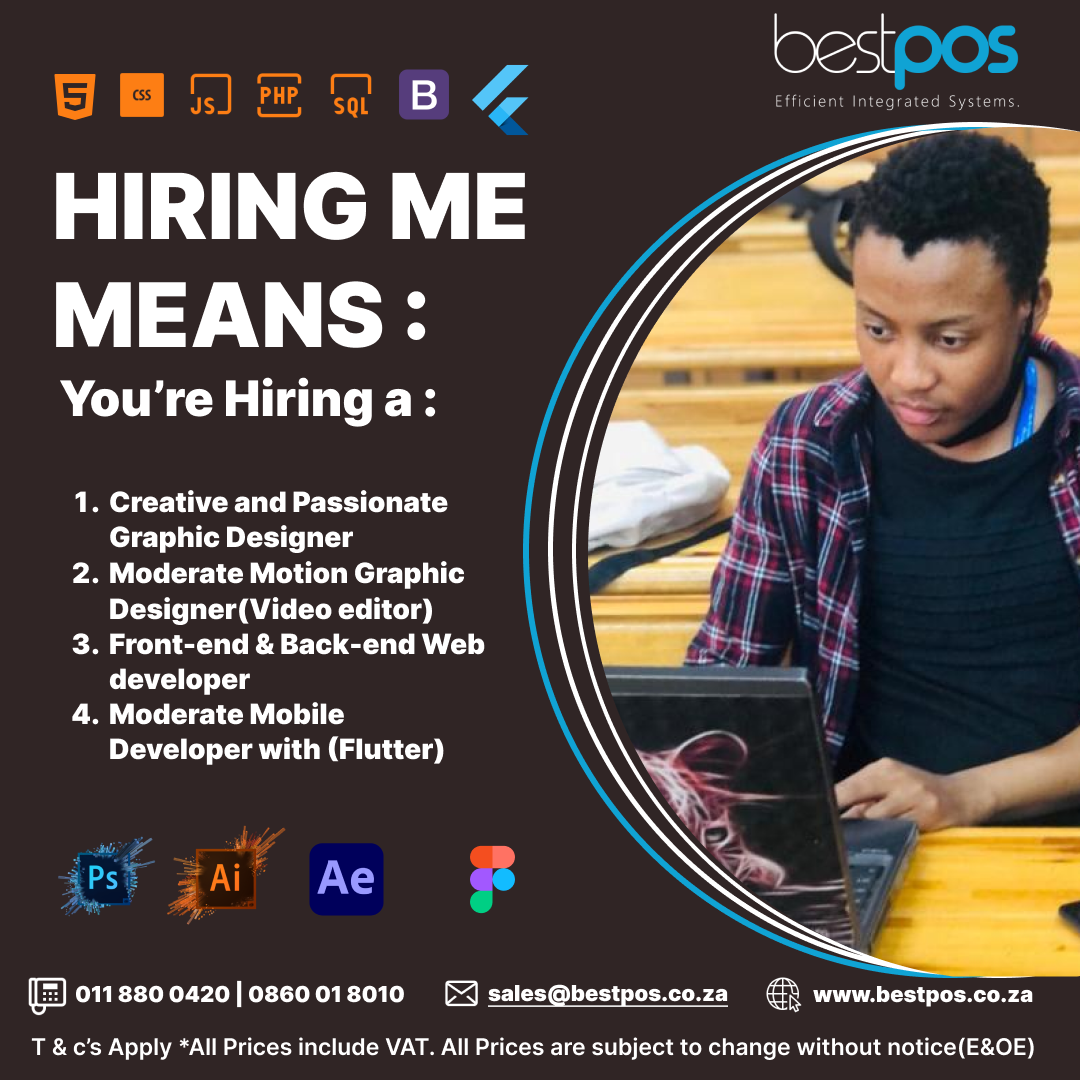 bestpos
Efficient Integrated Systems.
5
CSS
JS
PHP
SQL
B
HIRING ME
MEANS :
You’re Hiring a :
1. Creative and Passionate
Graphic Designer
2. Moderate Motion Graphic
Designer(Video editor)
3. Front-end & Back-end Web
developer
4. Moderate Mobile
Developer with (Flutter)
Ps
Ai
Ae
011 880 0420 | 0860 01 8010
sales@bestpos.co.za
www.bestpos.co.za
T & c’s Apply *All Prices include VAT. All Prices are subject to change without notice(E&OE)